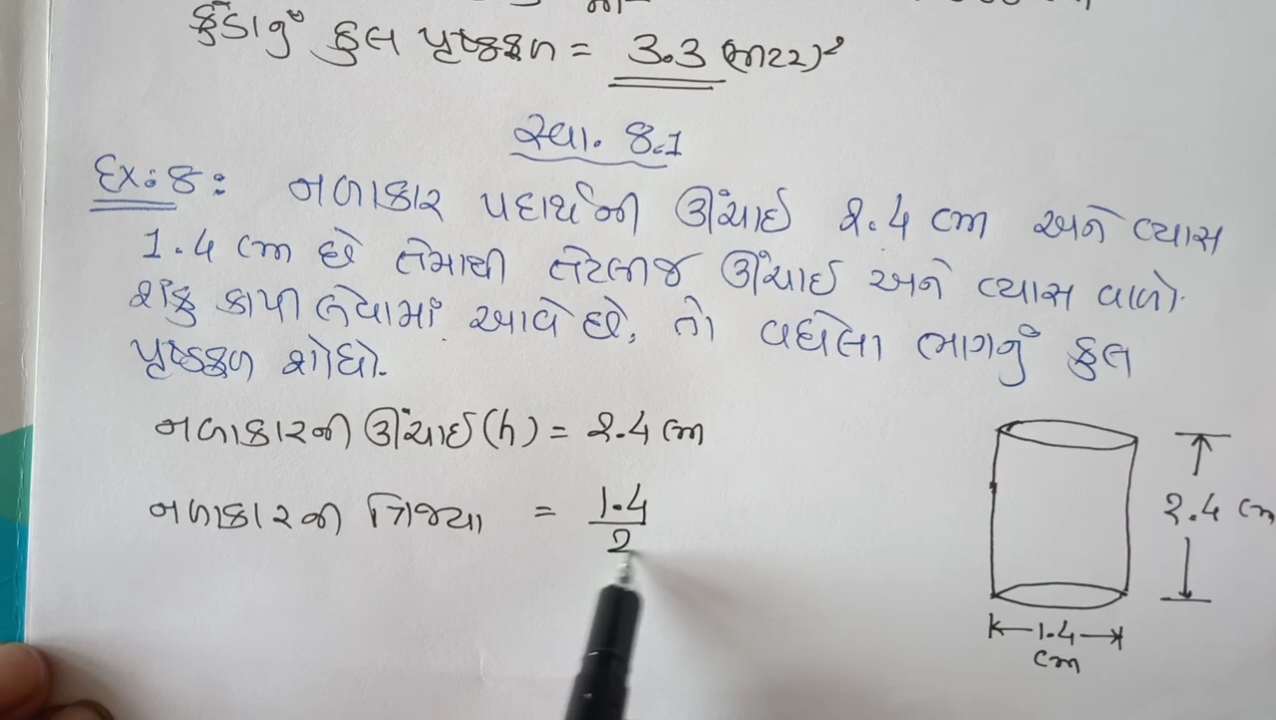 કુંડાનું કુલ પૃષ્ઠફળ = 3.3 (મીટર)²
સ્વા. 8.1
Ex:8: નળાકાર પદાર્થની ઊંચાઈ 2.4 cm અને વ્યાસ
1.4 cm છે તેમાથી તેટલીજ ઊંચાઈ અને વ્યાસ વાળો
શંકુ કાપી લેવામાં આવે છે, તો વધેલા ભાગનું કુલ
પૃષ્ઠફળ શોધો.
નળાકારની ઊંચાઈ (h) = 2.4 cm
નળાકારની ત્રિજ્યા = 1.4/2
2.4 cm
1.4
cm